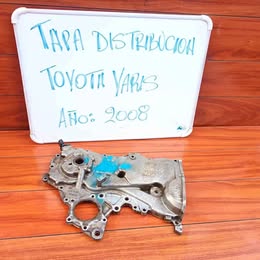 TAPA DISTRIBUCION
TOYOTA YARIS
AÑO: 2008